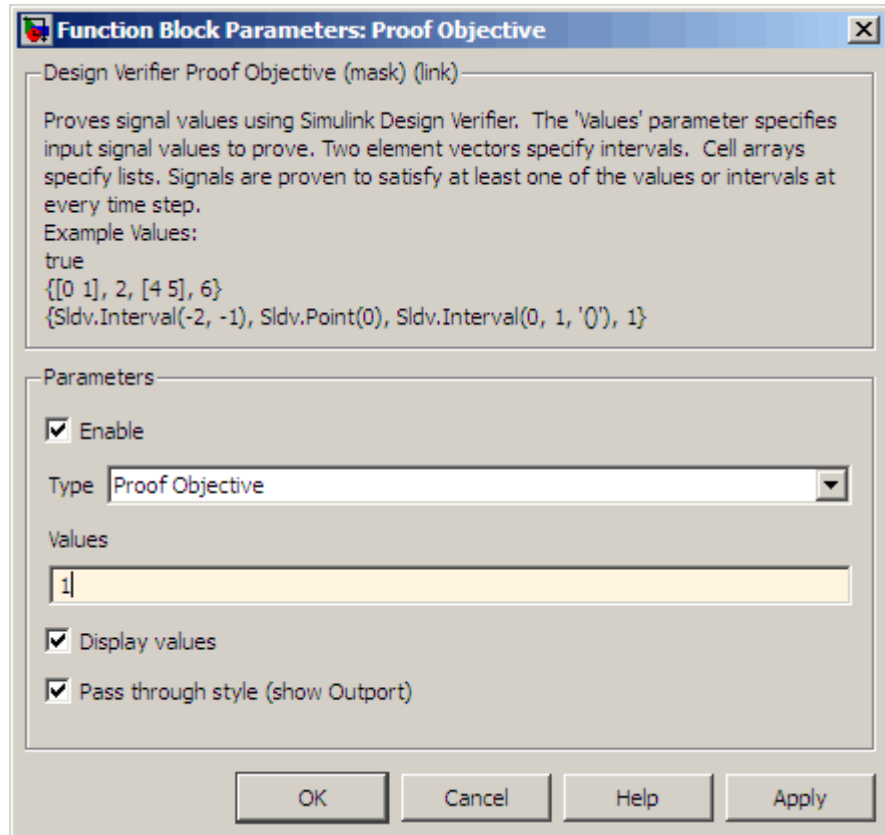 Function Block Parameters: Proof Objective
Design Verifier Proof Objective (mask) (link)
Proves signal values using Simulink Design Verifier.  The 'Values' parameter specifies
input signal values to prove. Two element vectors specify intervals.  Cell arrays
specify lists. Signals are proven to satisfy at least one of the values or intervals at
every time step.
Example Values:
true
{[0 1], 2, [4 5], 6}
{Sldv.Interval(-2, -1), Sldv.Point(0), Sldv.Interval(0, 1, '()'), 1}
Parameters
Enable
Type Proof Objective
Values
1
Display values
Pass through style (show Outport)
OK Cancel Help Apply